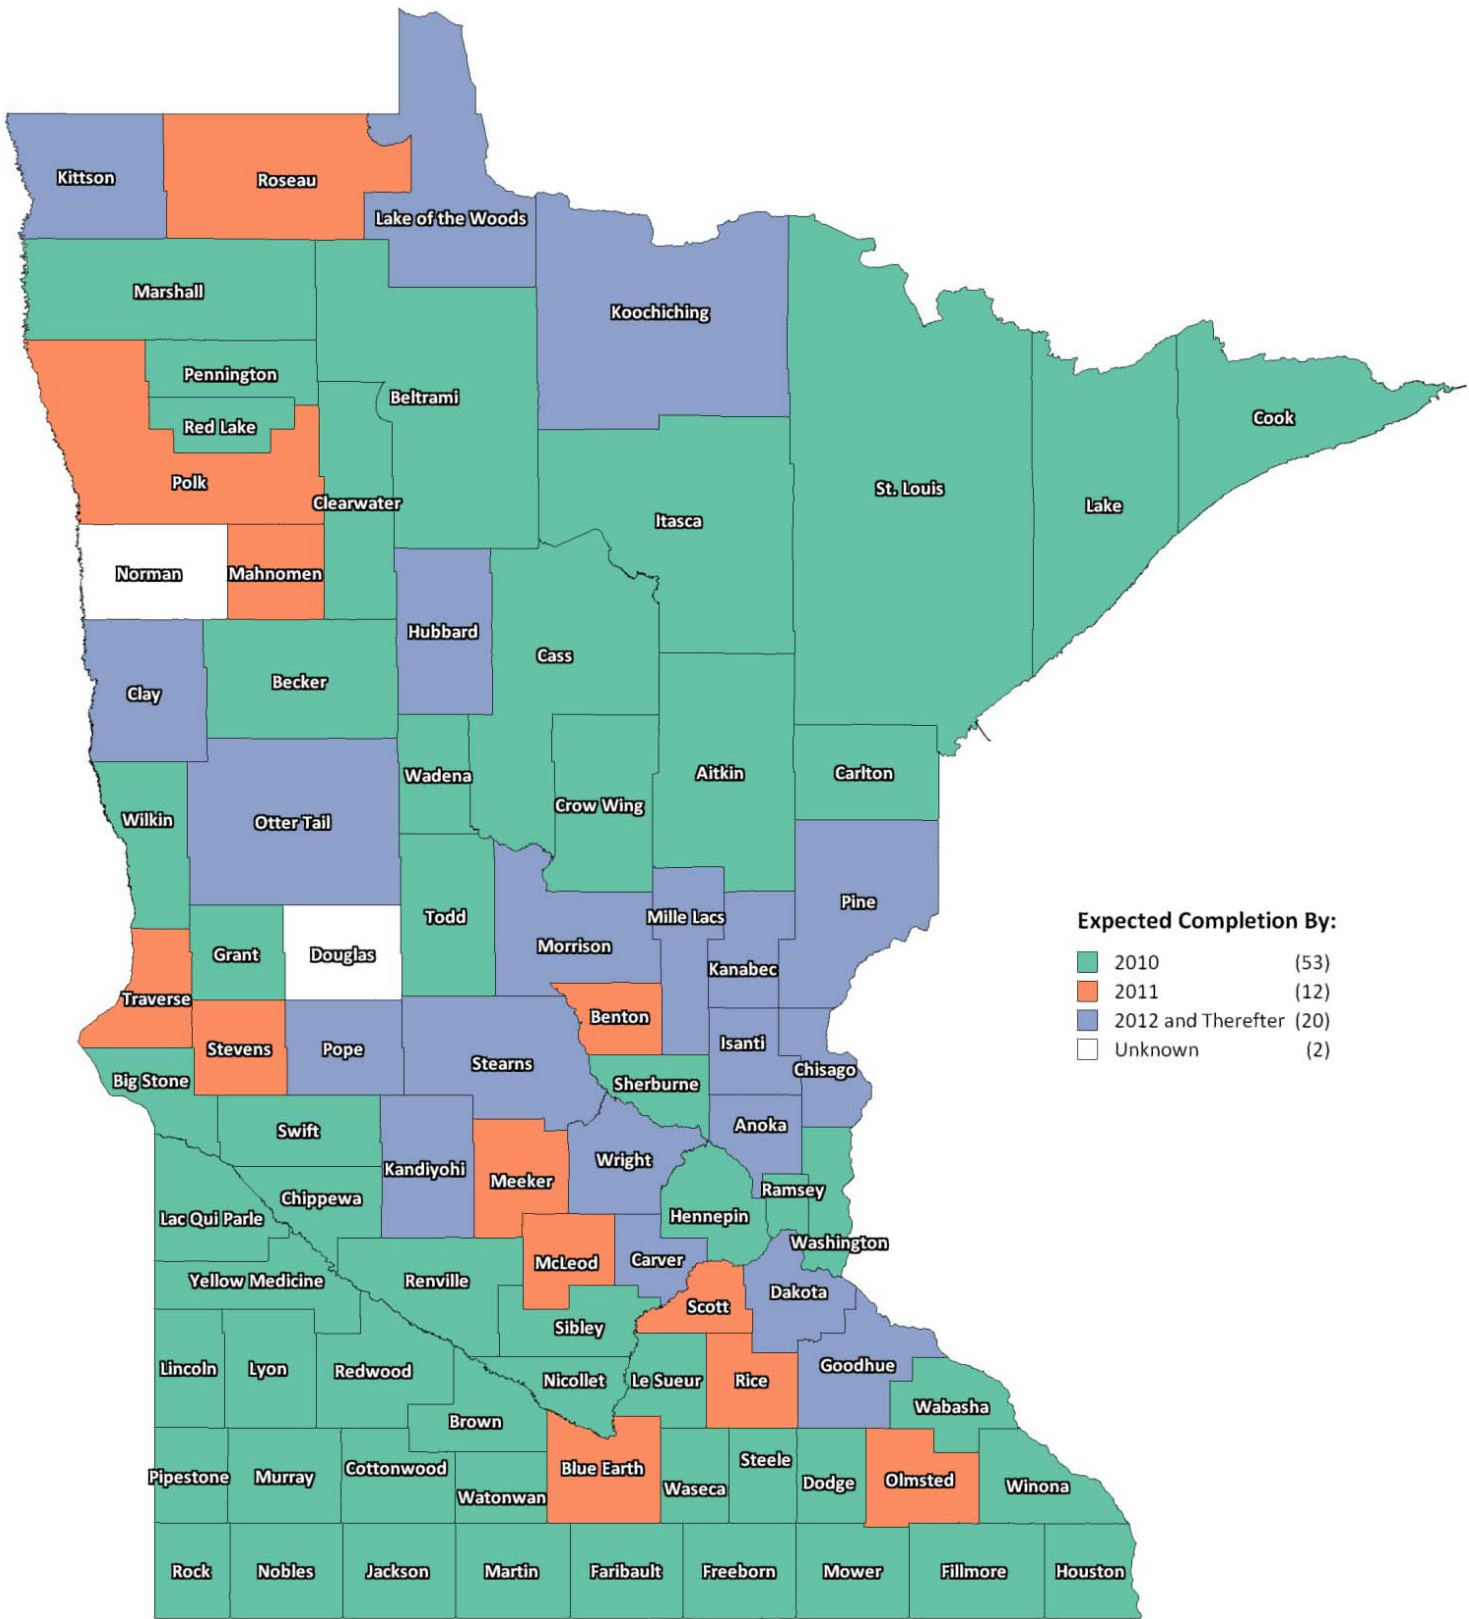 Kittson
Roseau
Lake of the Woods
Marshall
Koochiching
Pennington
Beltrami
Red Lake
Cook
Polk
Clearwater
St. Louis
Lake
Itasca
Norman
Mahnomen
Hubbard
Cass
Clay
Becker
Wadena
Aitkin
Carlton
Crow Wing
Wilkin
Otter Tail
Pine
Todd
Mille Lacs
Expected Completion By:
Morrison
Grant
Douglas
2010 (53)
Kanabec
2011 (12)
Traverse
Benton
2012 and Therefter (20)
Stevens
Pope
Isanti
Unknown (2)
Stearns
Chisago
Big Stone
Sherburne
Anoka
Swift
Wright
Kandiyohi
Meeker
Ramsey
Chippewa
Lac Qui Parle
Hennepin
Washington
McLeod
Carver
Yellow Medicine
Renville
Dakota
Scott
Sibley
Goodhue
Lincoln
Lyon
Redwood
Nicollet
Le Sueur
Rice
Wabasha
Brown
Steele
Cottonwood
Blue Earth
Pipestone
Murray
Dodge
Olmsted
Winona
Waseca
Watonwan
Rock
Nobles
Jackson
Martin
Faribault
Freeborn
Mower
Fillmore
Houston